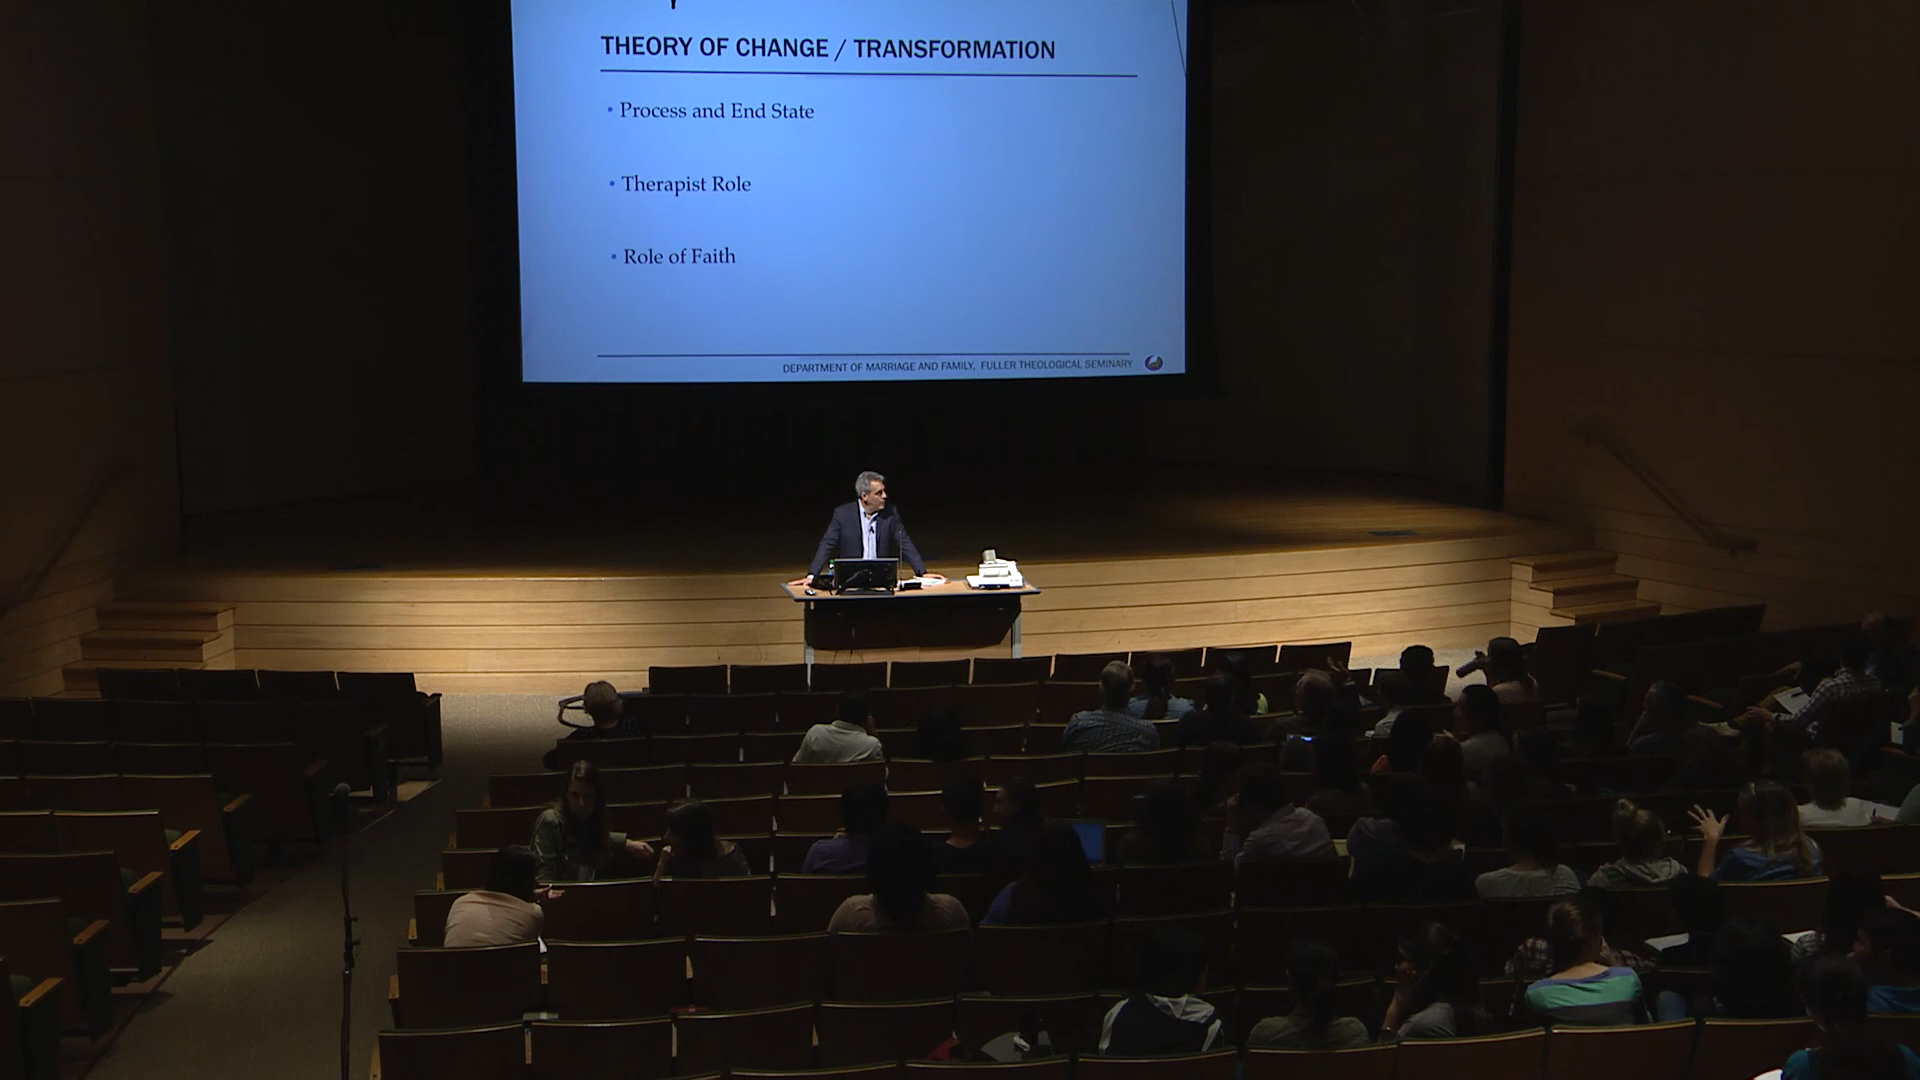 THEORY OF CHANGE / TRANSFORMATION
• Process and End State
• Therapist Role
• Role of Faith
DEPARTMENT OF MARRIAGE AND FAMILY, FULLER THEOLOGICAL SEMINARY